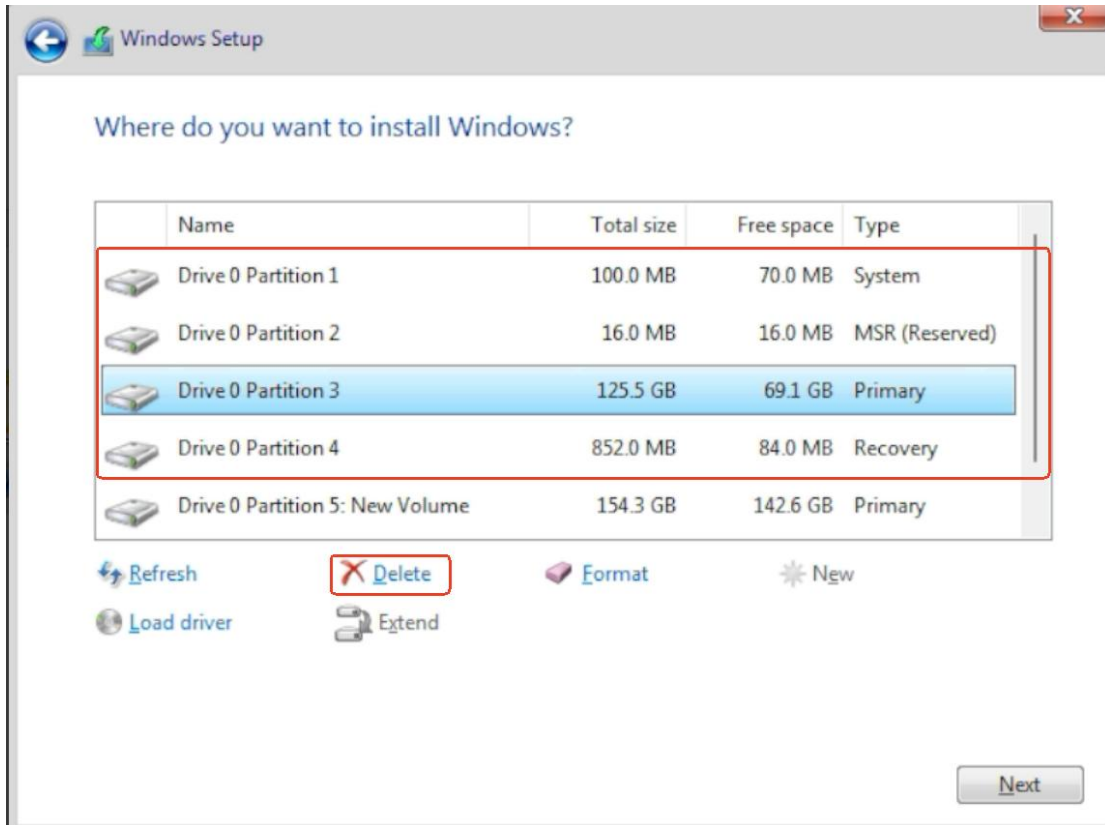 Windows Setup
Where do you want to install Windows?
Name Total size Free space Type
Drive 0 Partition 1 100.0 MB 70.0 MB System
Drive 0 Partition 2 16.0 MB 16.0 MB MSR (Reserved)
Drive 0 Partition 3 125.5 GB 69.1 GB Primary
Drive 0 Partition 4 852.0 MB 84.0 MB Recovery
Drive 0 Partition 5: New Volume 154.3 GB 142.6 GB Primary
Refresh Delete Format New
Load driver Extend
Next